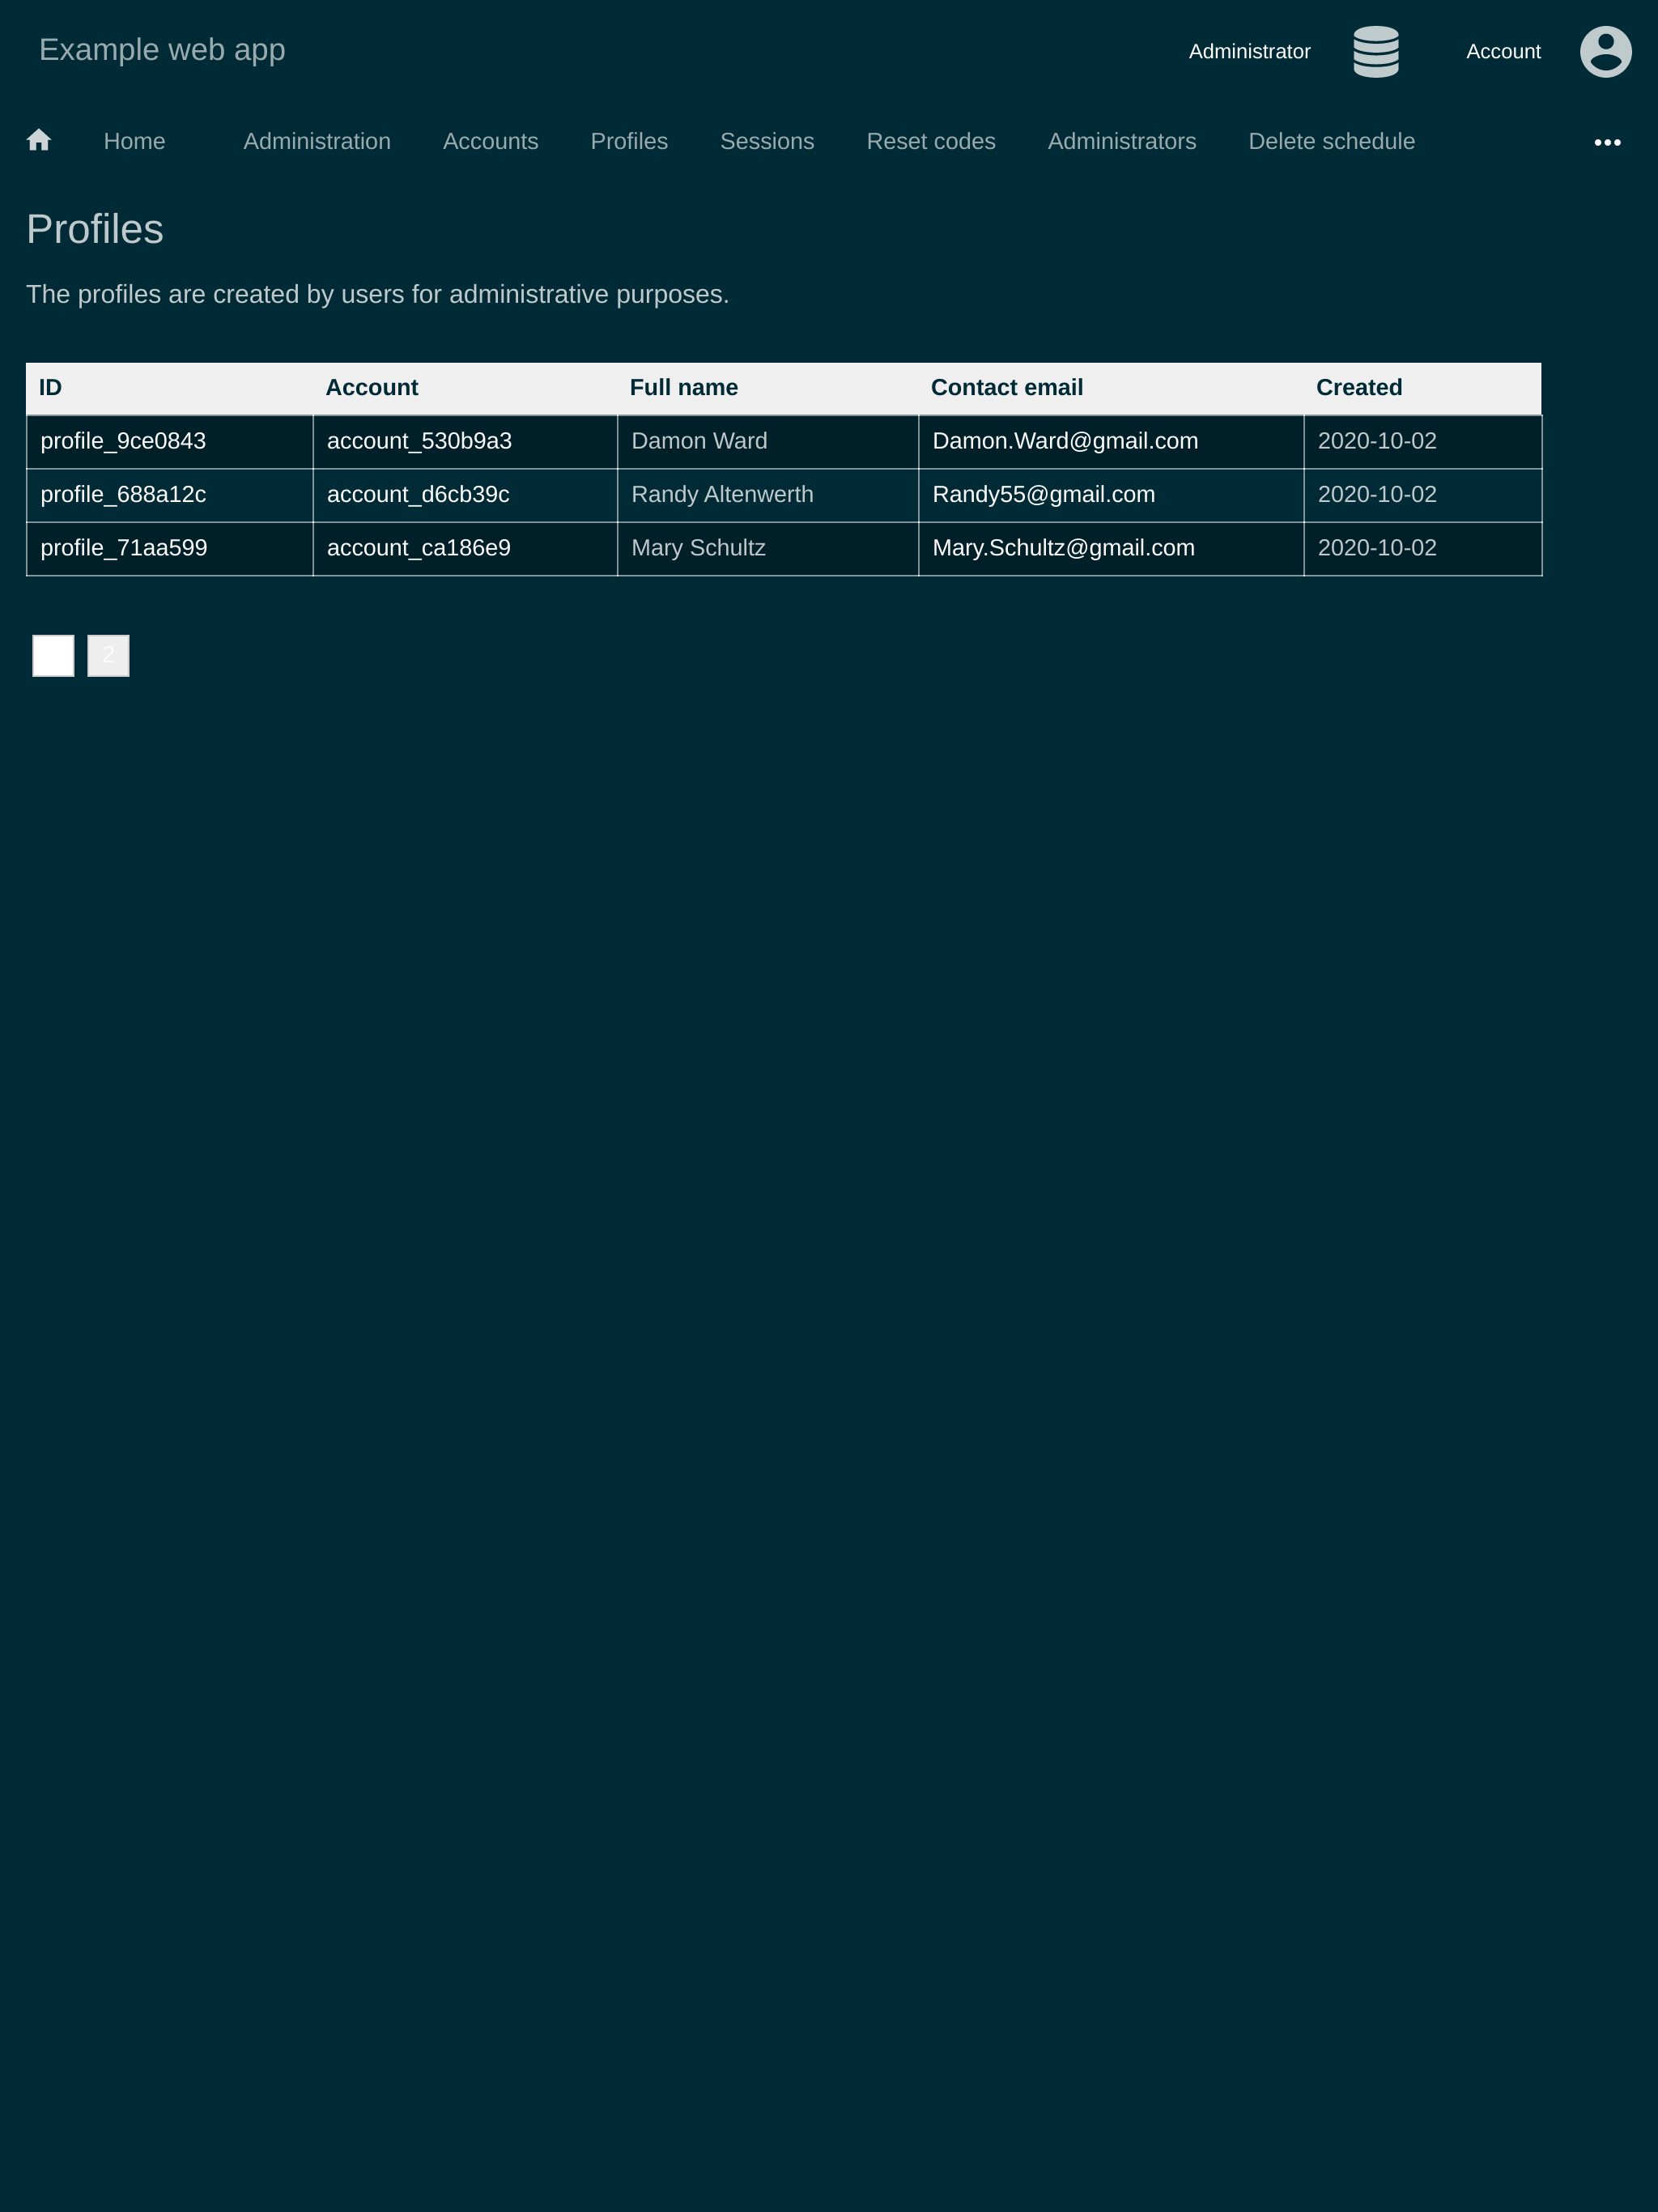 Example web app
Administrator Account
Home Administration Accounts Profiles Sessions Reset codes Administrators Delete schedule
Profiles
The profiles are created by users for administrative purposes.
ID Account Full name Contact email Created
profile_9ce0843 account_530b9a3 Damon Ward Damon.Ward@gmail.com 2020-10-02
profile_688a12c account_d6cb39c Randy Altenwerth Randy55@gmail.com 2020-10-02
profile_71aa599 account_ca186e9 Mary Schultz Mary.Schultz@gmail.com 2020-10-02
2